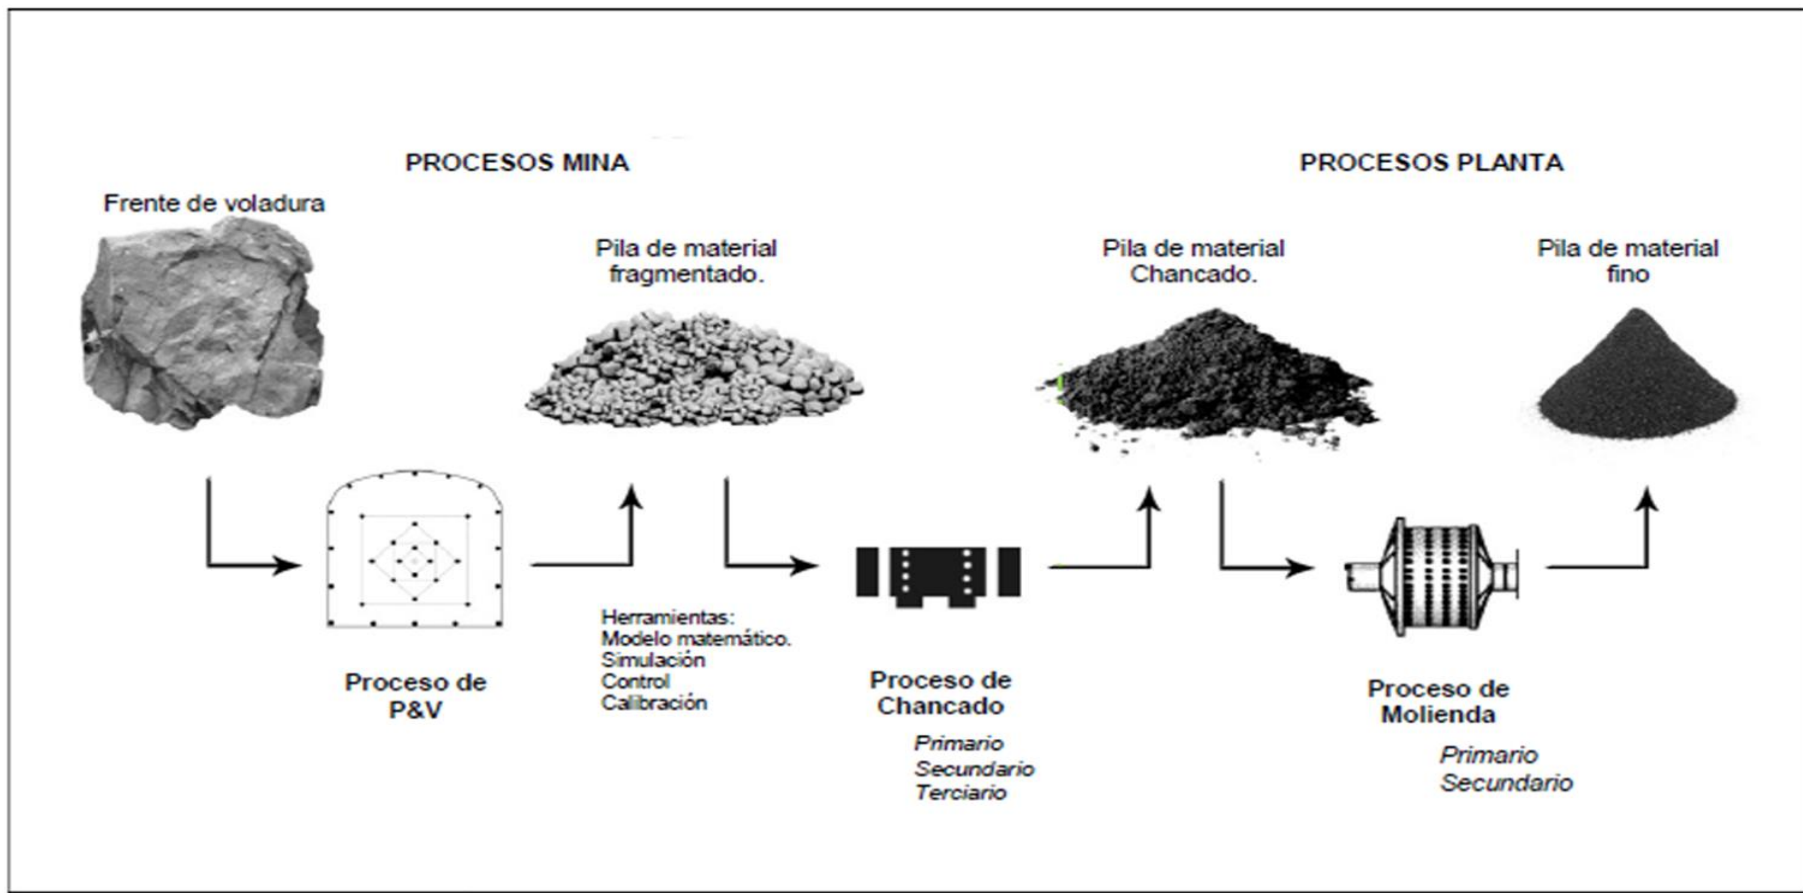 PROCESOS MINA
PROCESOS PLANTA
Frente de voladura
Pila de material
fragmentado.
Pila de material
Chancado.
Pila de material
fino
Herramientas:
Modelo matemático.
Simulación
Control
Calibración
Proceso de
P&V
Proceso de
Chancado
Primario
Secundario
Terciario
Proceso de
Molienda
Primario
Secundario